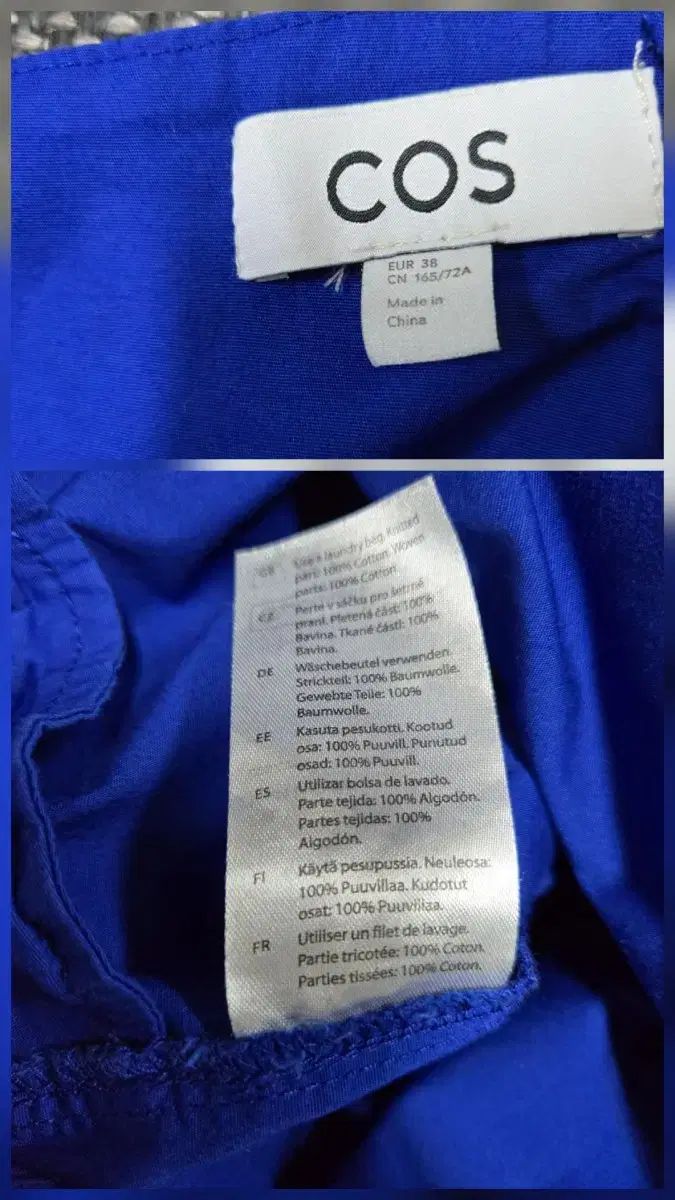 COS
EUR 38
CN 165/72A
Made in
China
GB
Use a laundry bag. Knitted
part: 100% Cotton. Woven
parts: 100% Cotton.
CZ
Perte v sáčku pro šetrné
praní. Pletená část: 100%
Bavlna. Tkané části: 100%
Bavlna.
DE
Wäschebeutel verwenden.
Strickteil: 100% Baumwolle.
Gewebte Teile: 100%
Baumwolle.
EE
Kasuta pesukotti. Kootud
osa: 100% Puuvill. Punutud
osad: 100% Puuvill.
ES
Utilizar bolsa de lavado.
Parte tejida: 100% Algodón.
Partes tejidas: 100%
Algodón.
FI
Käytä pesupussia. Neuleosa:
100% Puuvillaa. Kudotut
osat: 100% Puuvillaa.
FR
Utiliser un filet de lavage.
Partie tricotée: 100% Coton.
Parties tissées: 100% Coton.